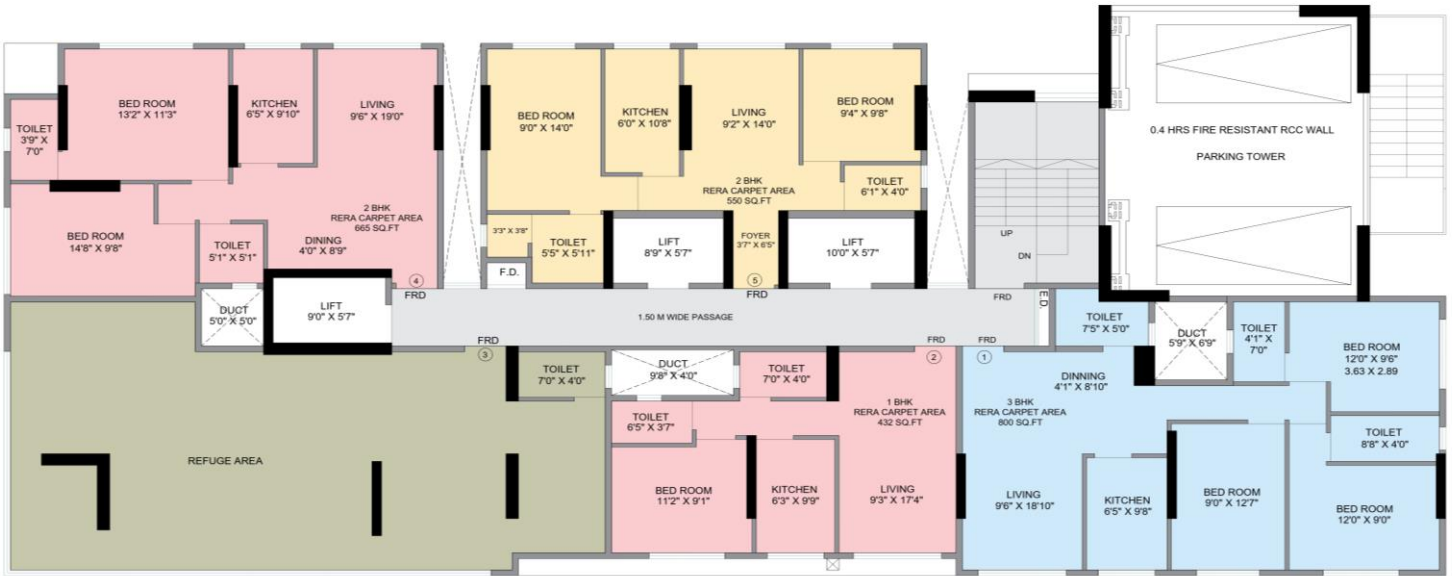 BED ROOM
13'2" X 11'3"
KITCHEN
6'5" X 9'10"
LIVING
9'6" X 19'0"
TOILET
3'9" X
7'0"
BED ROOM
14'8" X 9'8"
TOILET
5'1" X 5'1"
2 BHK
RERA CARPET AREA
665 SQ.FT
DINING
4'0" X 8'9"
4
FRD
BED ROOM
9'0" X 14'0"
KITCHEN
6'0" X 10'8"
LIVING
9'2" X 14'0"
BED ROOM
9'4" X 9'8"
2 BHK
RERA CARPET AREA
550 SQ.FT
TOILET
6'1" X 4'0"
3'3" X 3'8"
TOILET
5'5" X 5'11"
LIFT
8'9" X 5'7"
FOYER
3'7" X 6'5"
LIFT
10'0" X 5'7"
F.D.
5
FRD
UP
DN
FRD
0.4 HRS FIRE RESISTANT RCC WALL
PARKING TOWER
DUCT
5'0" X 5'0"
LIFT
9'0" X 5'7"
1.50 M WIDE PASSAGE
FRD
3
FRD
2
FRD
1
REFUGE AREA
TOILET
7'0" X 4'0"
DUCT
9'8" X 4'0"
TOILET
7'0" X 4'0"
TOILET
6'5" X 3'7"
1 BHK
RERA CARPET AREA
432 SQ.FT
BED ROOM
11'2" X 9'1"
KITCHEN
6'3" X 9'9"
LIVING
9'3" X 17'4"
TOILET
7'5" X 5'0"
DUCT
5'9" X 6'9"
TOILET
4'1" X
7'0"
BED ROOM
12'0" X 9'6"
3.63 X 2.89
DINNING
4'1" X 8'10"
3 BHK
RERA CARPET AREA
800 SQ.FT
TOILET
8'8" X 4'0"
LIVING
9'6" X 18'10"
KITCHEN
6'5" X 9'8"
BED ROOM
9'0" X 12'7"
BED ROOM
12'0" X 9'0"